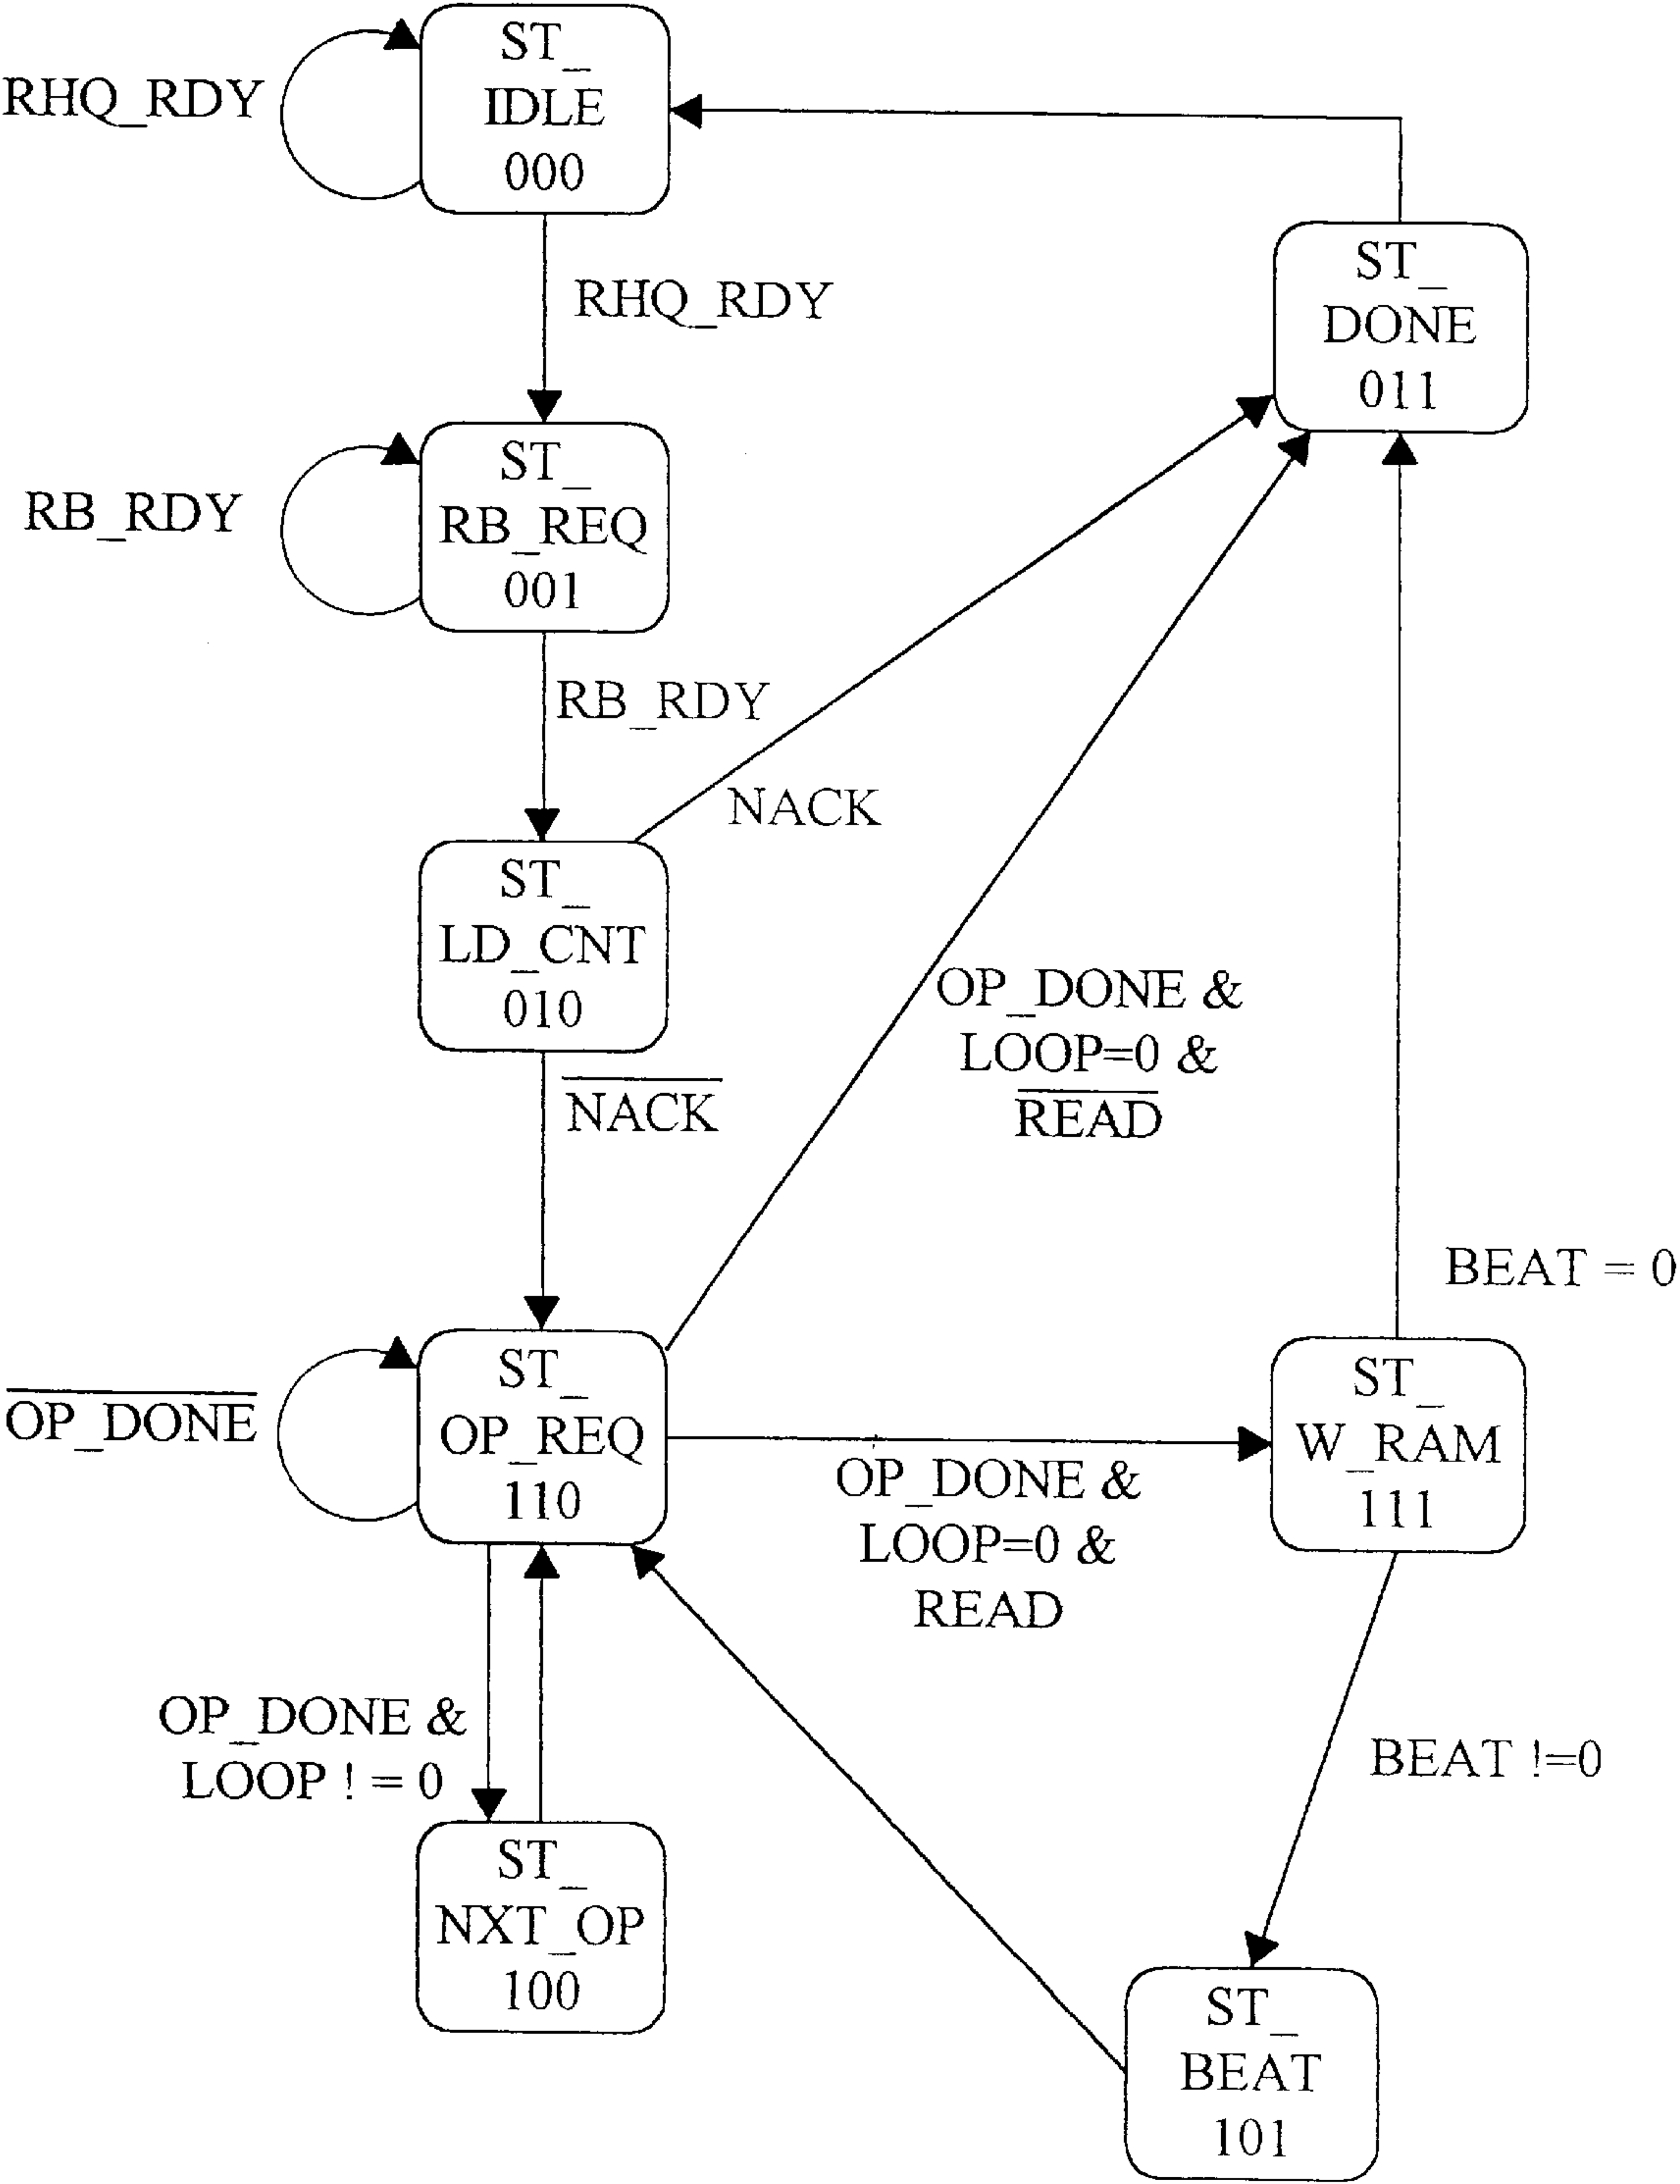 ST_
IDLE
000
RHQ_RDY
RHQ_RDY
ST_
DONE
011
ST_
RB_REQ
001
RB_RDY
RB_RDY
NACK
ST_
LD_CNT
010
NACK
OP_DONE &
LOOP=0 &
READ
BEAT = 0
ST_
OP_REQ
110
OP_DONE
OP_DONE &
LOOP=0 &
READ
ST_
W_RAM
111
OP_DONE &
LOOP ! = 0
BEAT !=0
ST_
NXT_OP
100
ST_
BEAT
101